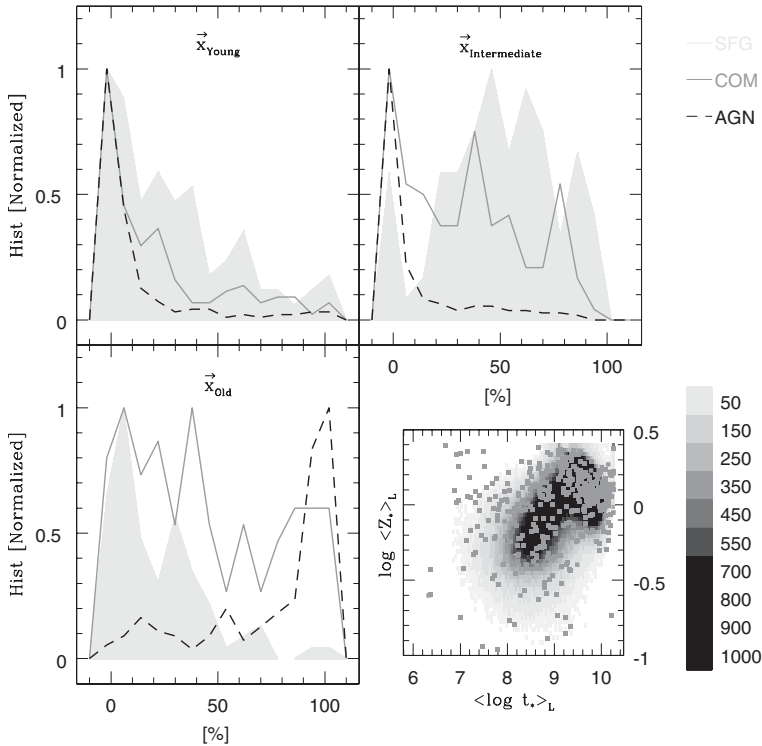 x⃗Young
x⃗Intermediate
SFG
COM
AGN
Hist [Normalized]
1
0.5
0
0 50 100
[%]
x⃗Old
Hist [Normalized]
1
0.5
0
0 50 100
[%]
log <Z*>L
0.5
0
-0.5
-1
6 7 8 9 10
<log t*>L
50
150
250
350
450
550
700
800
900
1000